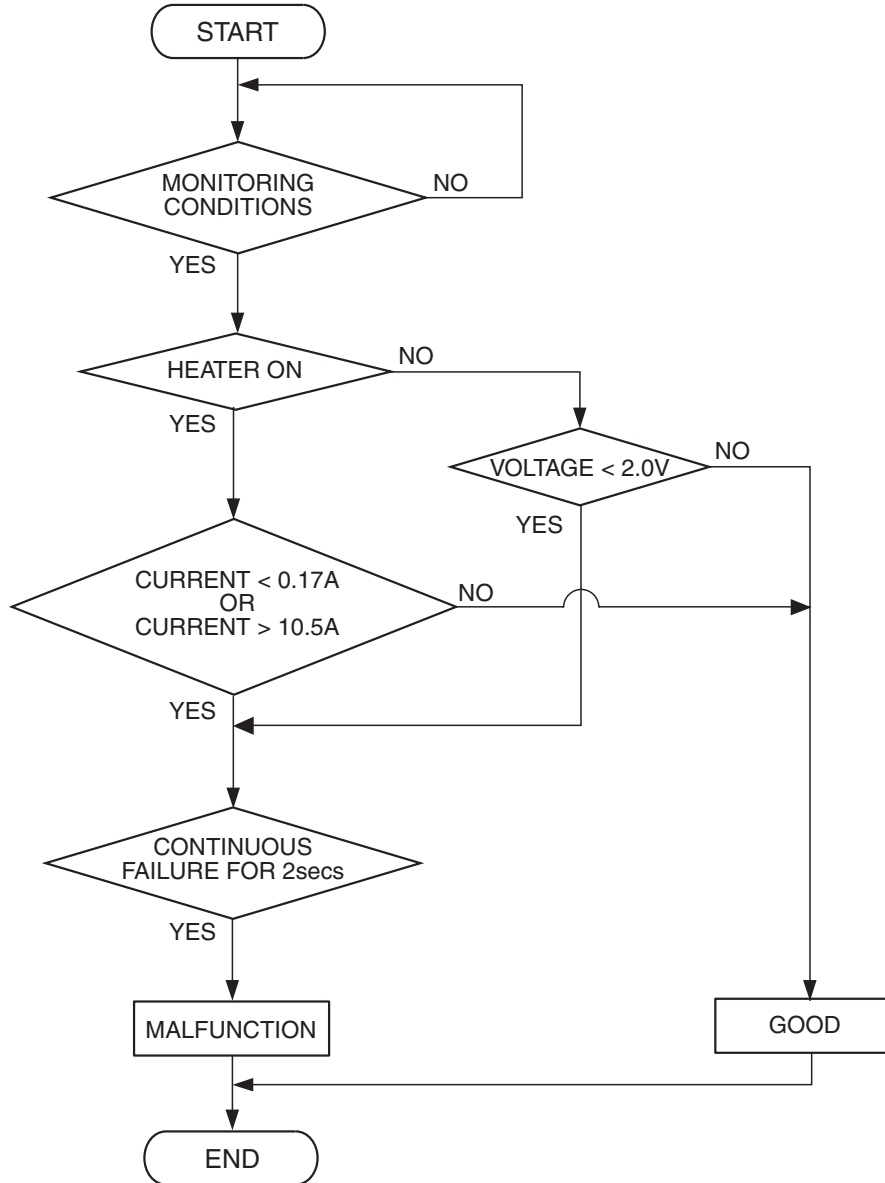 START
MONITORING
CONDITIONS
NO
YES
HEATER ON
NO
YES
VOLTAGE < 2.0V
NO
YES
CURRENT < 0.17A
OR
CURRENT > 10.5A
NO
YES
CONTINUOUS
FAILURE FOR 2secs
YES
MALFUNCTION
GOOD
END